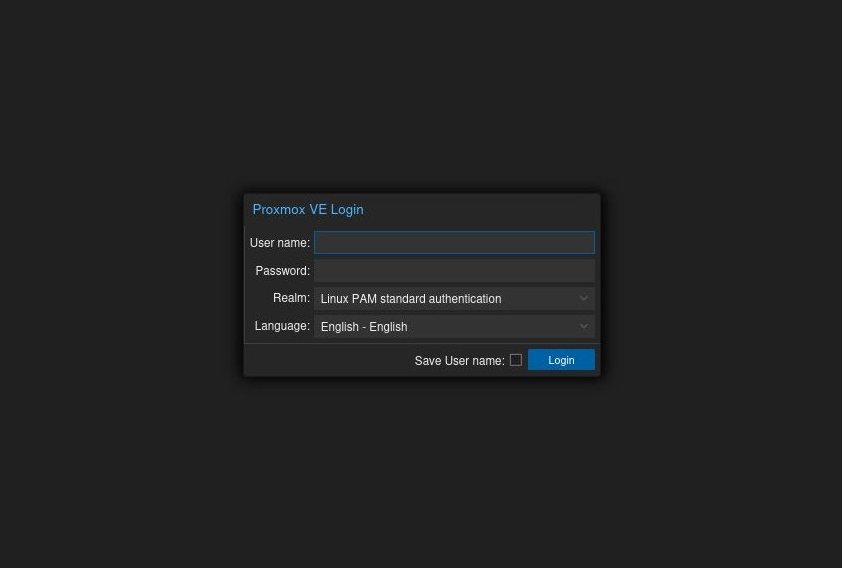 Proxmox VE Login
User name:
Password:
Realm: Linux PAM standard authentication
Language: English - English
Save User name: Login